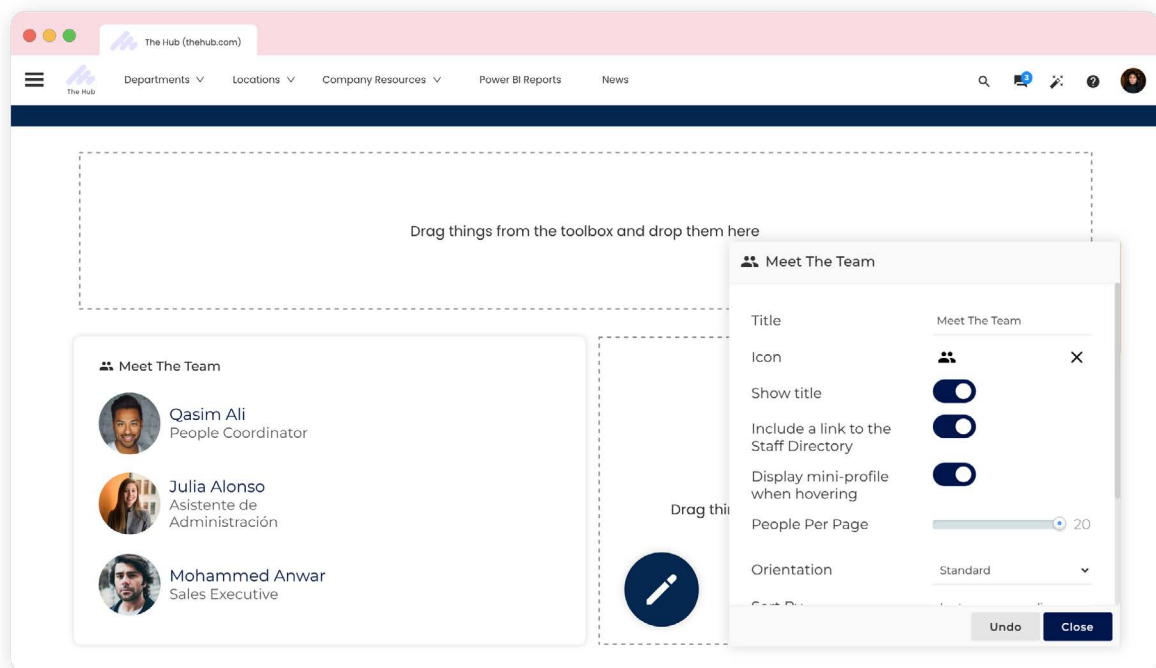 The Hub (thehub.com)
The Hub
Departments
Locations
Company Resources
Power BI Reports
News
3
Drag things from the toolbox and drop them here
Meet The Team
Qasim Ali
People Coordinator
Julia Alonso
Asistente de
Administración
Mohammed Anwar
Sales Executive
Drag thi
Meet The Team
Title
Meet The Team
Icon
Show title
Include a link to the
Staff Directory
Display mini-profile
when hovering
People Per Page
20
Orientation
Standard
Sort By
Undo
Close